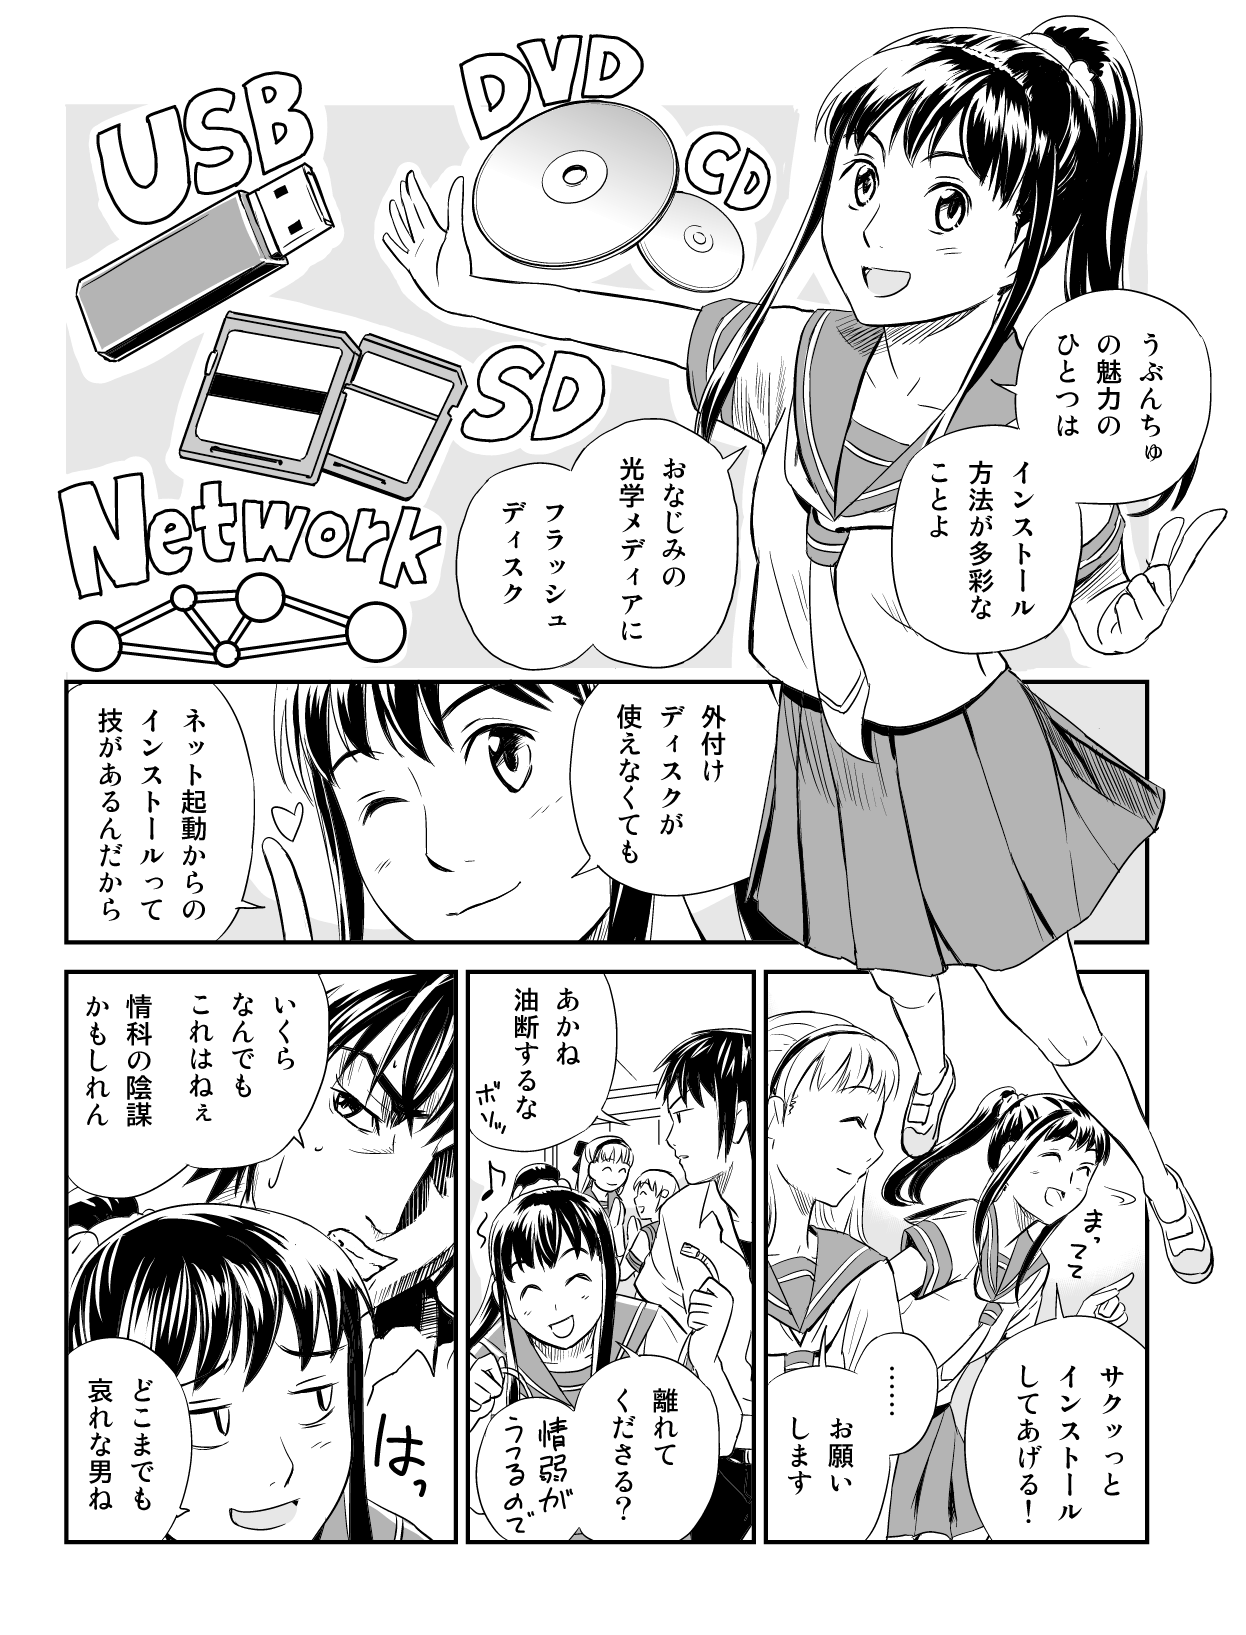 うぶんちゅ
の魅力の
ひとつは
インストール
方法が多彩な
ことよ
USB
DVD
CD
SD
Network
おなじみの
光学メディアに
フラッシュ
ディスク
外付け
ディスクが
使えなくても
ネット起動からの
インストールって
技があるんだから
まっ
てて
サクッっと
インストール
してあげる!
……
お願い
します
あかね
油断するな
ボソッ
離れて
くださる?
情弱が
うつるので
いくら
なんでも
これはねぇ
情科の陰謀
かもしれん
はっ
どこまでも
哀れな男ね